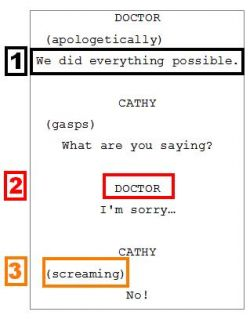 DOCTOR
(apologetically)
1 We did everything possible.
CATHY
(gasps)
What are you saying?
2 DOCTOR
I'm sorry…
CATHY
3 (screaming)
No!